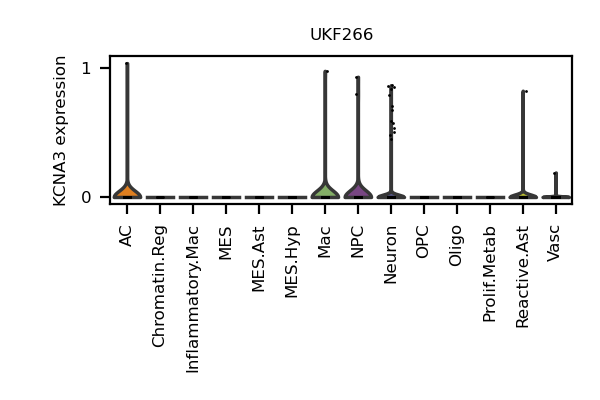 UKF266
KCNA3 expression
1
0
AC
Chromatin.Reg
Inflammatory.Mac
MES
MES.Ast
MES.Hyp
Mac
NPC
Neuron
OPC
Oligo
Prolif.Metab
Reactive.Ast
Vasc